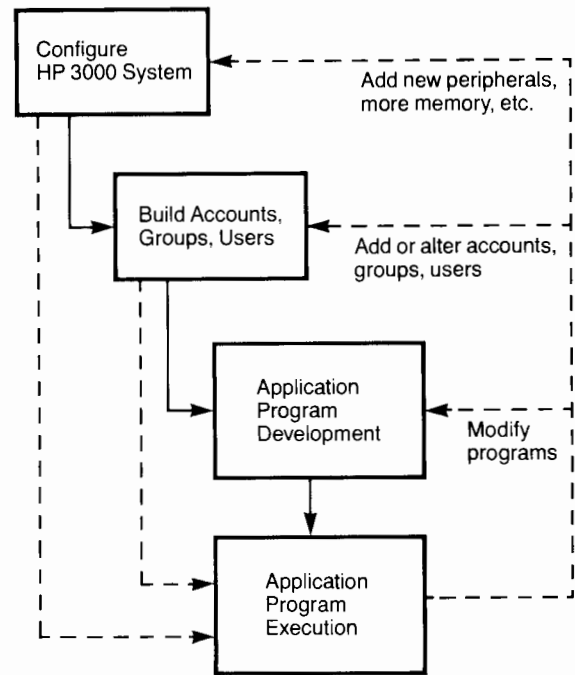 Configure
HP 3000 System
Add new peripherals,
more memory, etc.
Build Accounts,
Groups, Users
Add or alter accounts,
groups, users
Application
Program
Development
Modify
programs
Application
Program
Execution